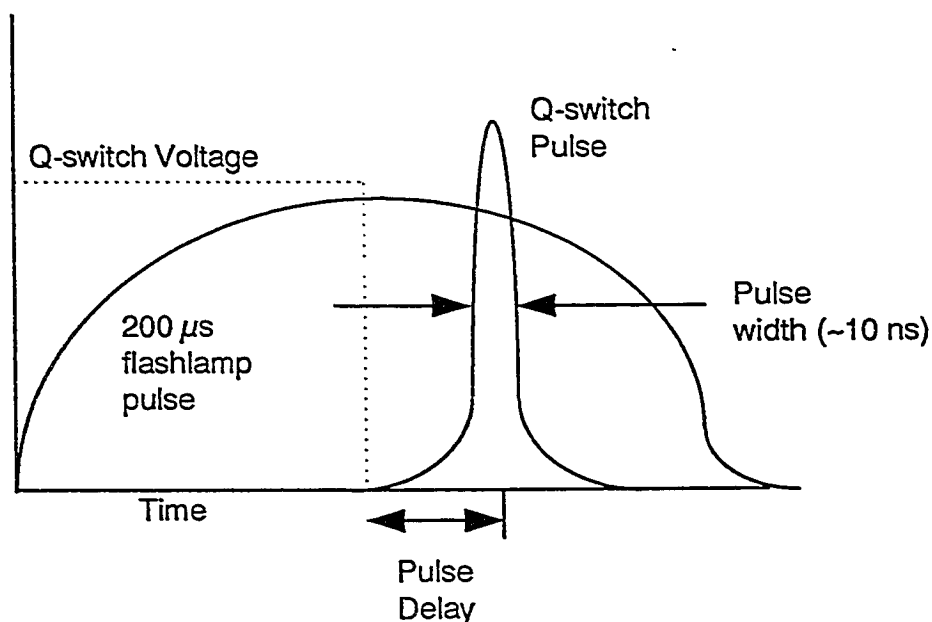 Q-switch
Pulse
Q-switch Voltage
200 µs
flashlamp
pulse
Pulse
width (~10 ns)
Time
Pulse
Delay